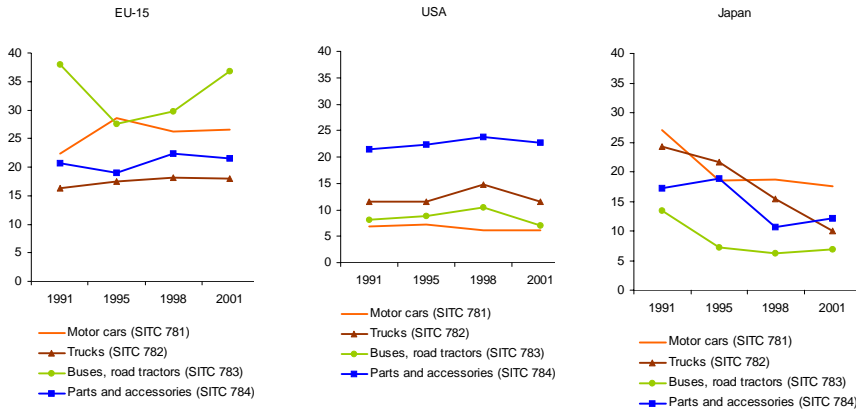 EU-15
40
35
30
25
20
15
10
5
0
1991 1995 1998 2001
Motor cars (SITC 781)
Trucks (SITC 782)
Buses, road tractors (SITC 783)
Parts and accessories (SITC 784)
USA
40
35
30
25
20
15
10
5
0
1991 1995 1998 2001
Motor cars (SITC 781)
Trucks (SITC 782)
Buses, road tractors (SITC 783)
Parts and accessories (SITC 784)
Japan
40
35
30
25
20
15
10
5
0
1991 1995 1998 2001
Motor cars (SITC 781)
Trucks (SITC 782)
Buses, road tractors (SITC 783)
Parts and accessories (SITC 784)